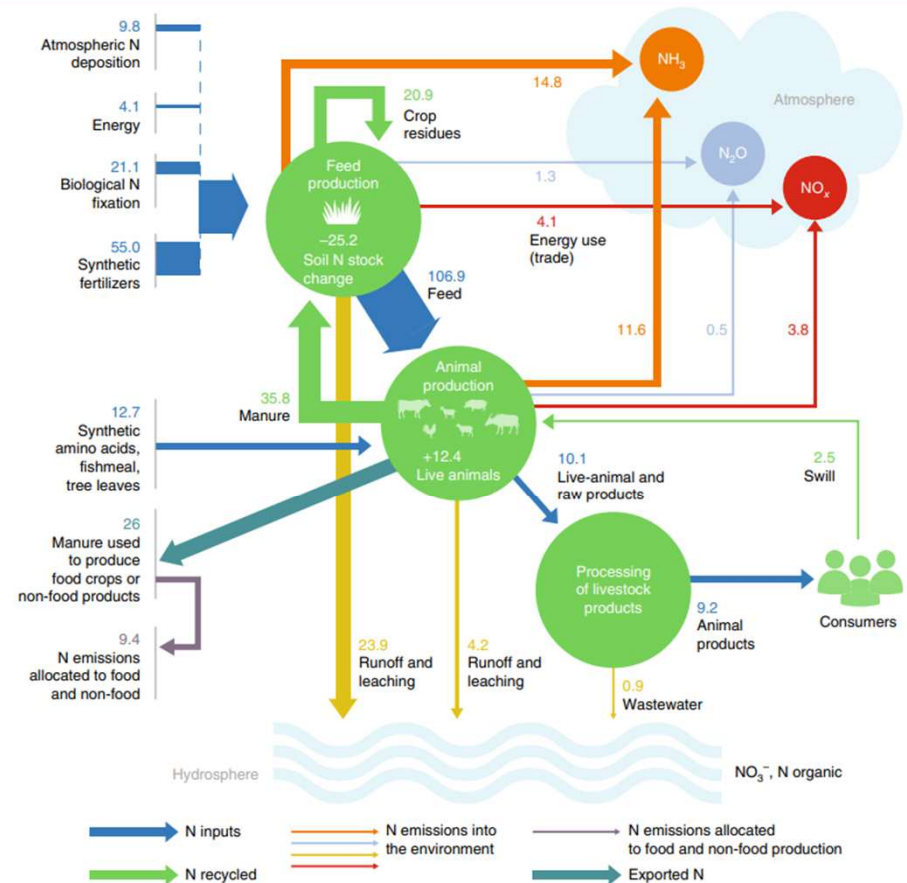 9.8
Atmospheric N
deposition
4.1
Energy
21.1
Biological N
fixation
55.0
Synthetic
fertilizers
20.9
Crop
residues
Feed
production
–25.2
Soil N stock
change
14.8
NH₃
Atmosphere
N₂O
NOₓ
1.3
4.1
Energy use
(trade)
106.9
Feed
11.6
0.5
3.8
35.8
Manure
Animal
production
+12.4
Live animals
12.7
Synthetic
amino acids,
fishmeal,
tree leaves
10.1
Live-animal and
raw products
2.5
Swill
26
Manure used
to produce
food crops or
non-food products
Processing
of livestock
products
9.2
Animal
products
Consumers
9.4
N emissions
allocated to food
and non-food
23.9
Runoff and
leaching
4.2
Runoff and
leaching
0.9
Wastewater
Hydrosphere
NO₃⁻, N organic
N inputs
N emissions into
the environment
N emissions allocated
to food and non-food production
N recycled
Exported N